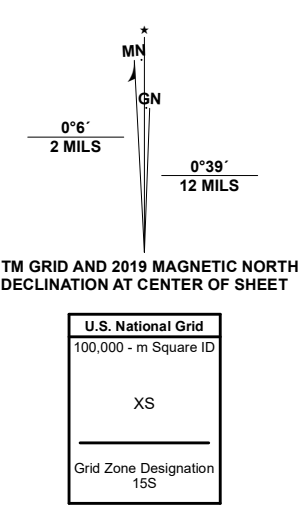 ★
MN
GN
0°6´
2 MILS
0°39´
12 MILS
TM GRID AND 2019 MAGNETIC NORTH
DECLINATION AT CENTER OF SHEET
U.S. National Grid
100,000 - m Square ID
XS
Grid Zone Designation
15S